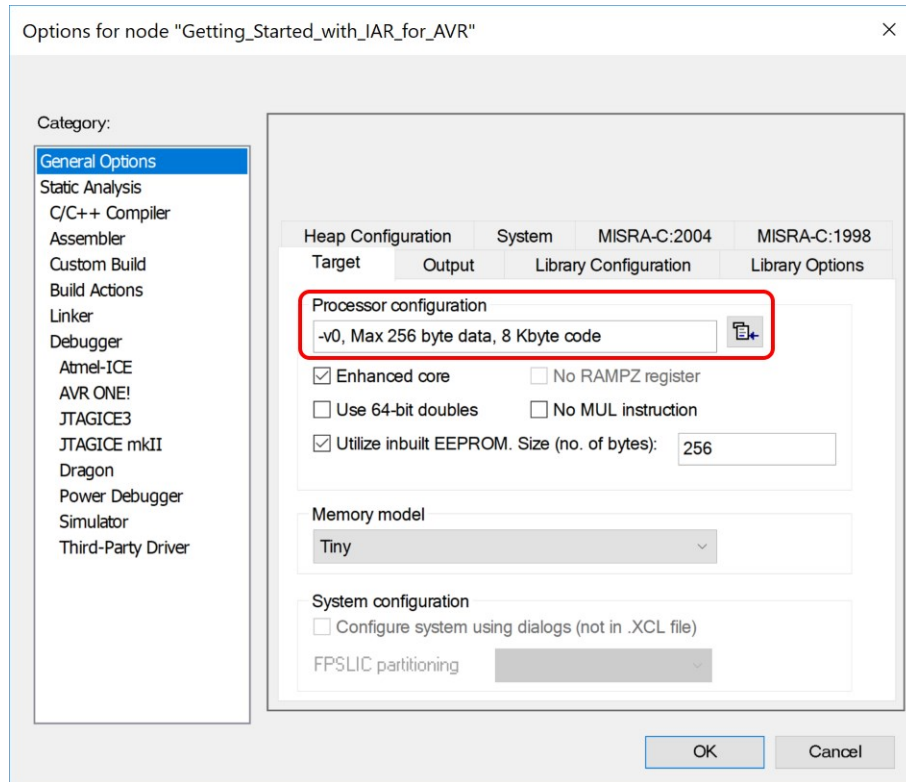 Options for node "Getting_Started_with_IAR_for_AVR"
Category:
General Options
Static Analysis
C/C++ Compiler
Assembler
Custom Build
Build Actions
Linker
Debugger
Atmel-ICE
AVR ONE!
JTAGICE3
JTAGICE mkII
Dragon
Power Debugger
Simulator
Third-Party Driver
Heap Configuration System MISRA-C:2004 MISRA-C:1998
Target Output Library Configuration Library Options
Processor configuration
-v0, Max 256 byte data, 8 Kbyte code
Enhanced core No RAMPZ register
Use 64-bit doubles No MUL instruction
Utilize inbuilt EEPROM. Size (no. of bytes): 256
Memory model
Tiny
System configuration
Configure system using dialogs (not in .XCL file)
FPSLIC partitioning
OK Cancel